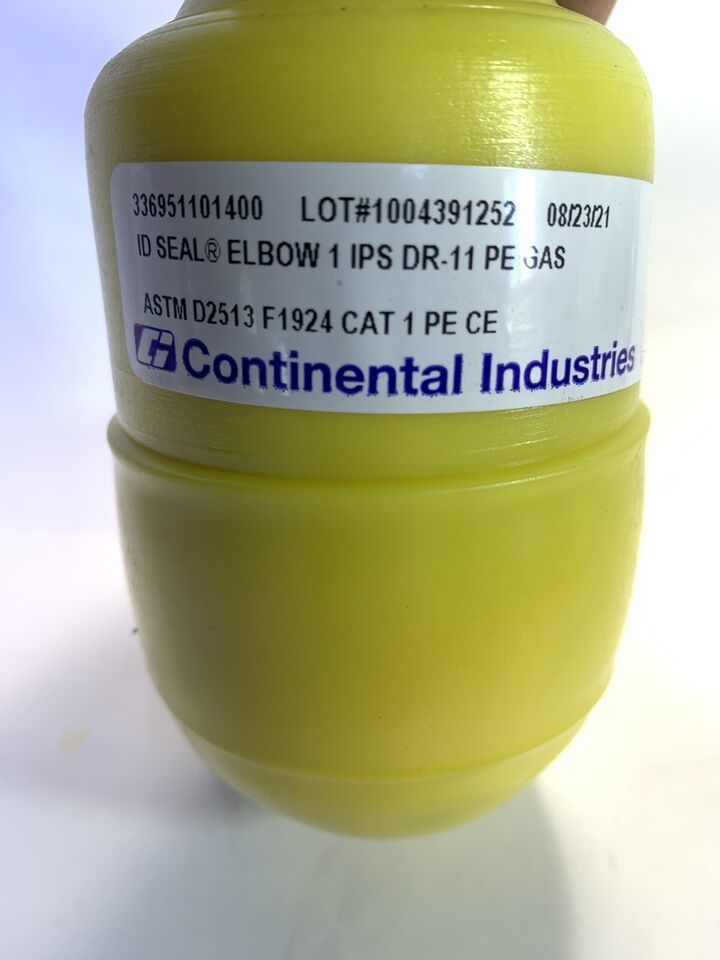 336951101400 LOT#1004391252 08/23/21
ID SEAL® ELBOW 1 IPS DR-11 PE GAS
ASTM D2513 F1924 CAT 1 PE CE
Continental Industries